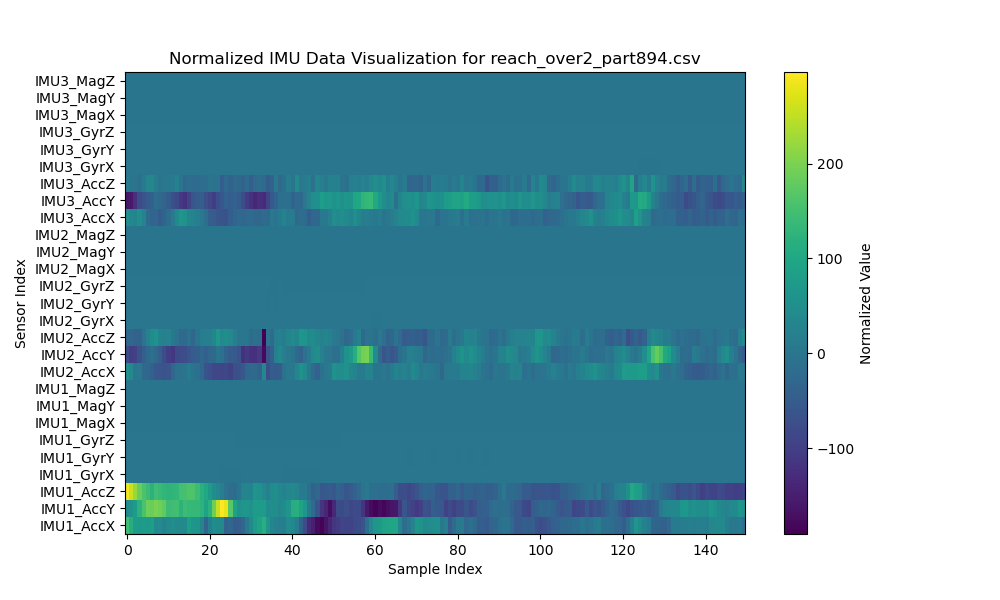 Normalized IMU Data Visualization for reach_over2_part894.csv
IMU3_MagZ
IMU3_MagY
IMU3_MagX
IMU3_GyrZ
IMU3_GyrY
IMU3_GyrX
IMU3_AccZ
IMU3_AccY
IMU3_AccX
IMU2_MagZ
IMU2_MagY
IMU2_MagX
IMU2_GyrZ
IMU2_GyrY
IMU2_GyrX
IMU2_AccZ
IMU2_AccY
IMU2_AccX
IMU1_MagZ
IMU1_MagY
IMU1_MagX
IMU1_GyrZ
IMU1_GyrY
IMU1_GyrX
IMU1_AccZ
IMU1_AccY
IMU1_AccX
Sensor Index
0 20 40 60 80 100 120 140
Sample Index
200
100
0
−100
Normalized Value